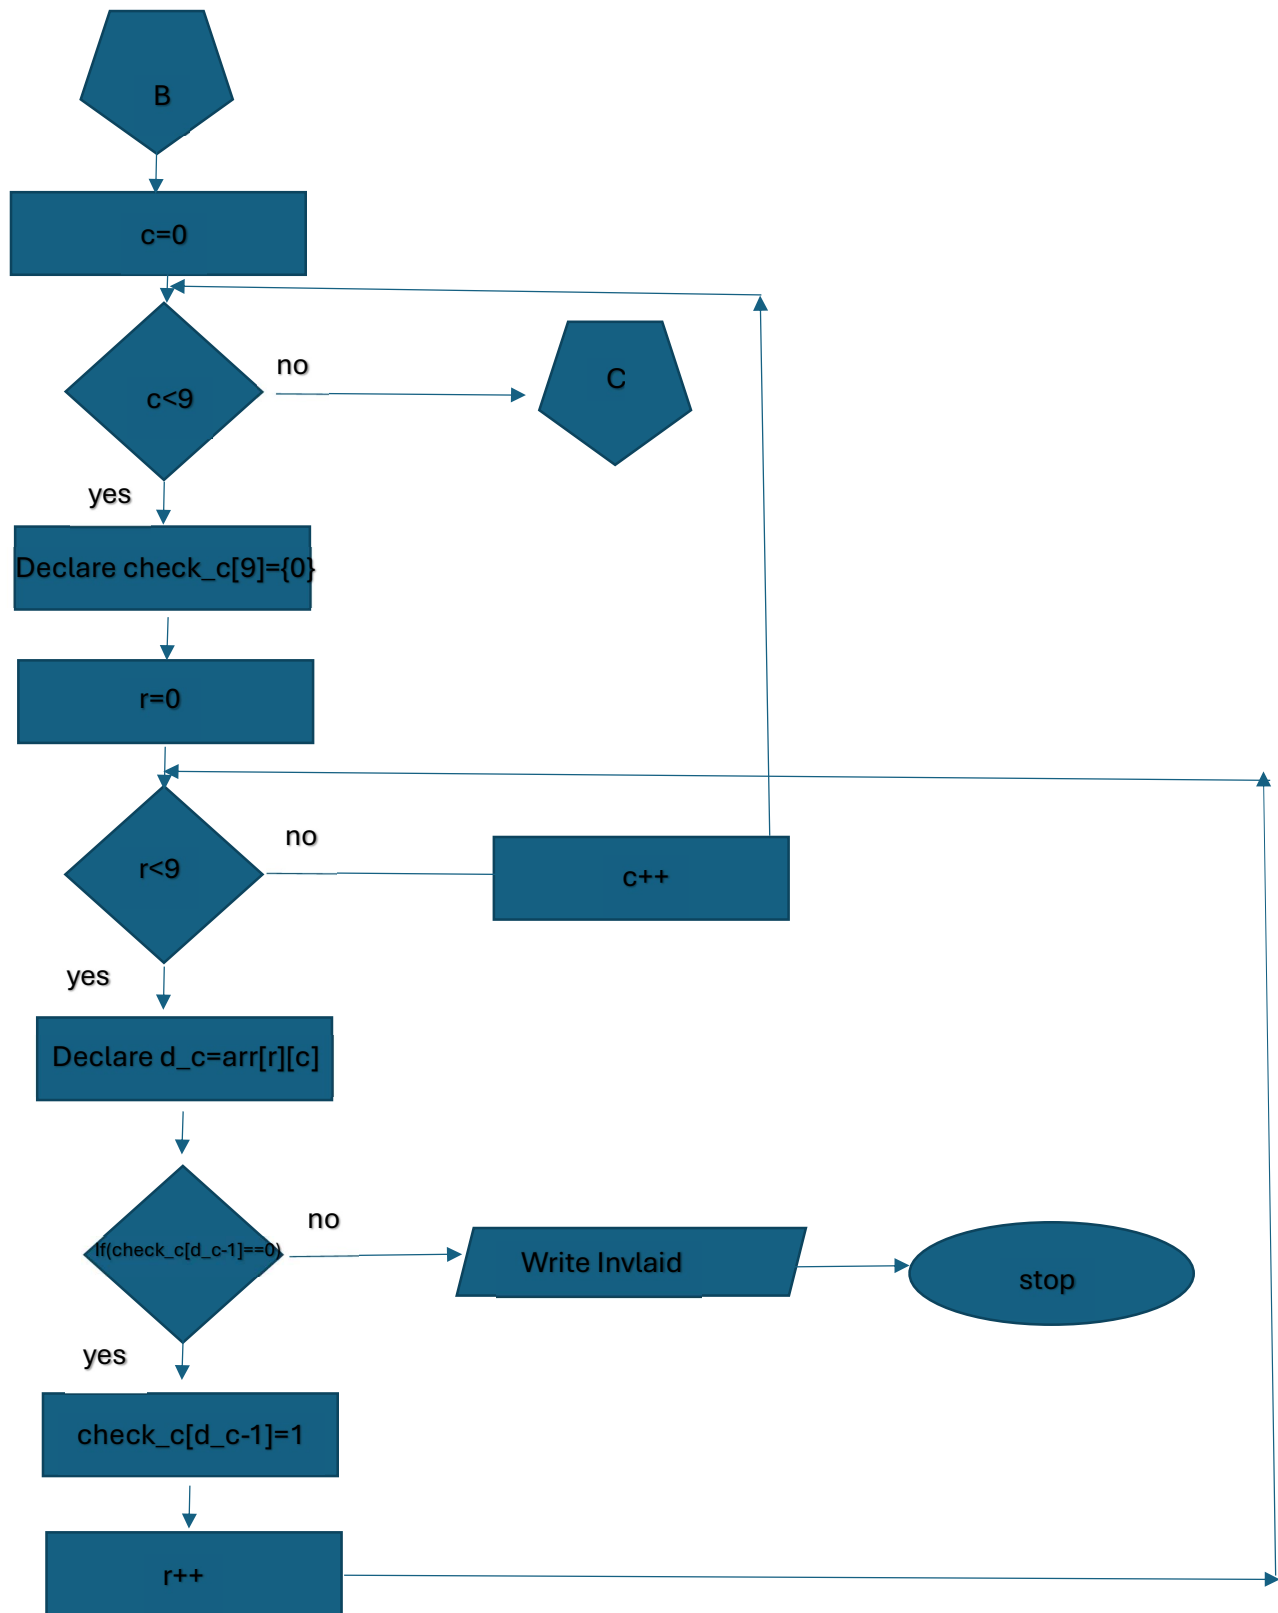 B
c=0
no
c<9
C
yes
Declare check_c[9]={0}
r=0
no
r<9
c++
yes
Declare d_c=arr[r][c]
no
If(check_c[d_c-1]==0)
Write Invlaid
stop
yes
check_c[d_c-1]=1
r++